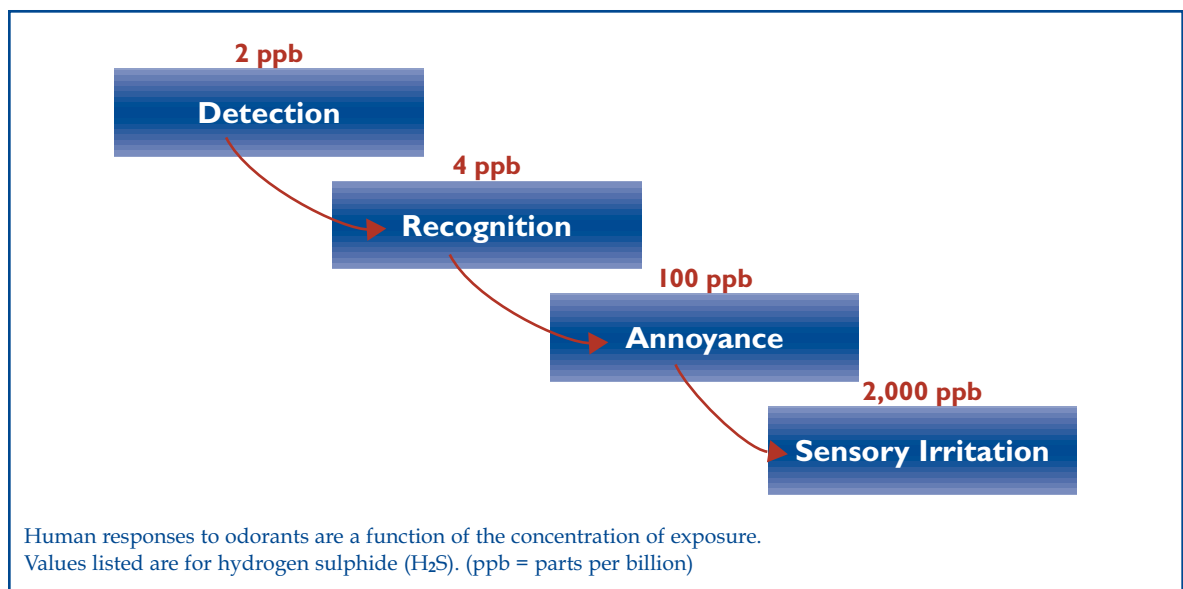 2 ppb
Detection
4 ppb
Recognition
100 ppb
Annoyance
2,000 ppb
Sensory Irritation
Human responses to odorants are a function of the concentration of exposure.
Values listed are for hydrogen sulphide (H₂S). (ppb = parts per billion)